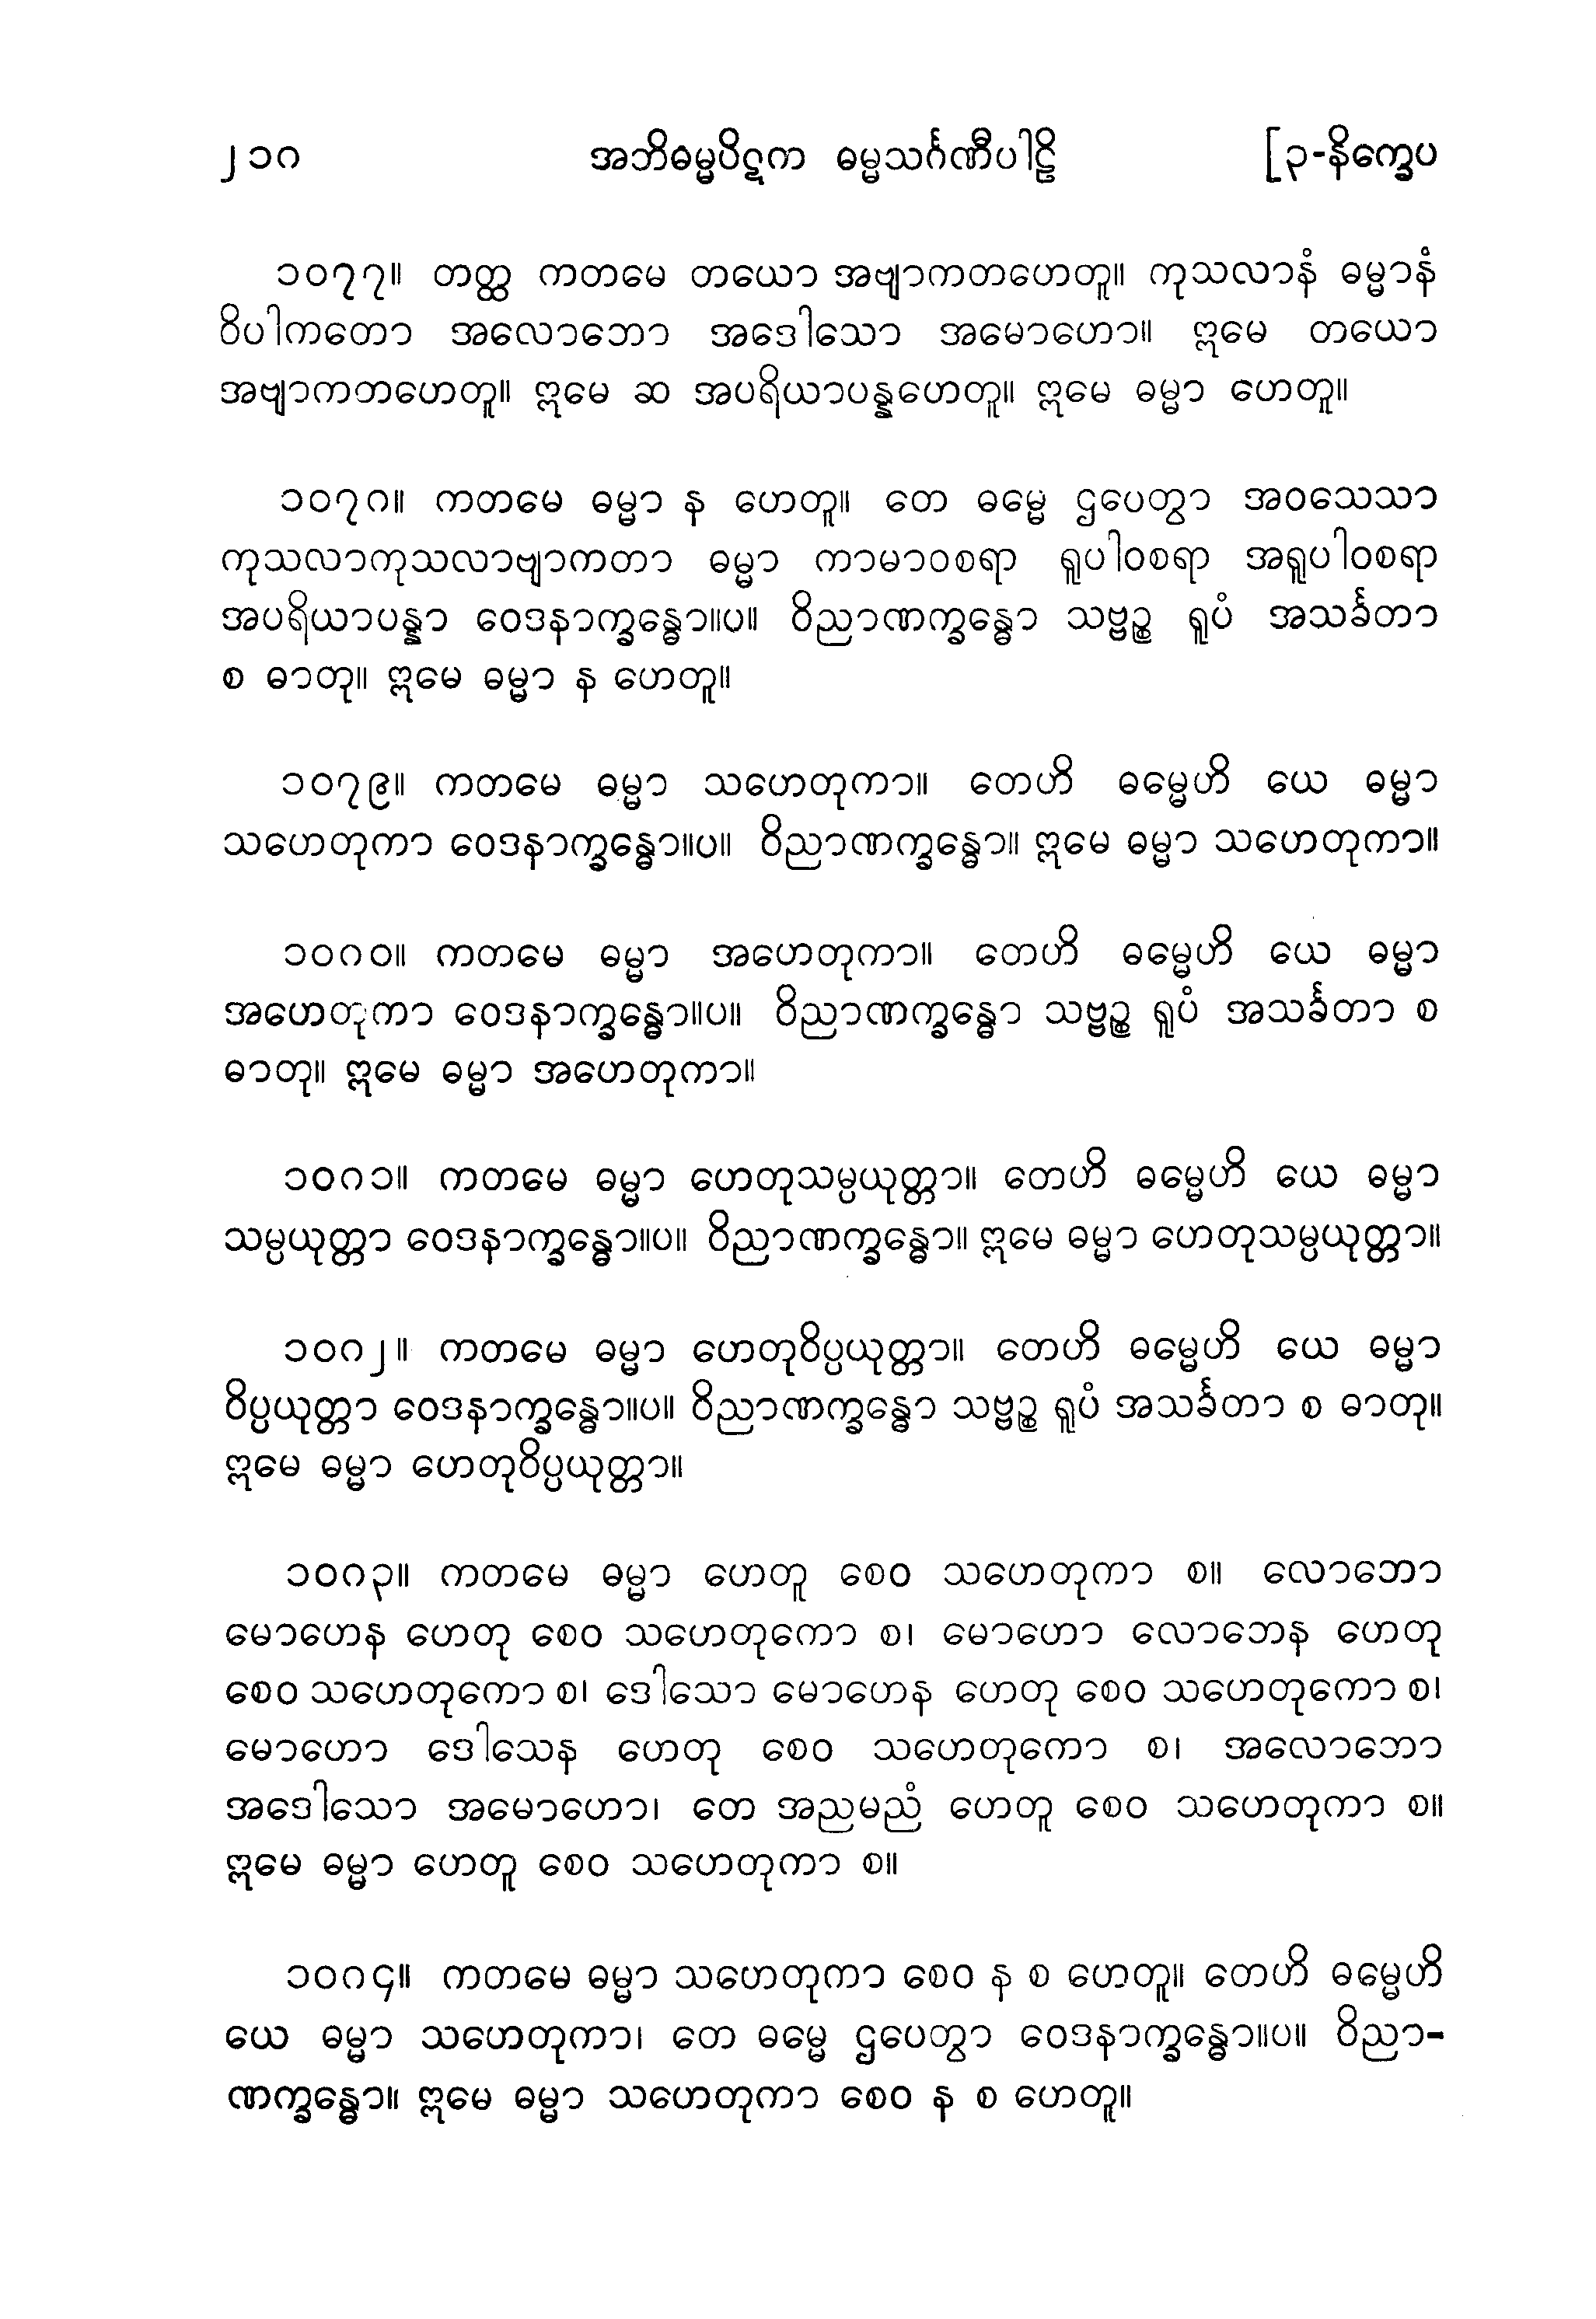 ၂၁၈ အဘိဓမ္မပိဋက ဓမ္မသင်္ဂဏီပါဠိ [၃-နိက္ခေပ
၁၀၇၇။ တတ္ထ ကတမေ တယော အဗျာကတဟေတူ။ ကုသလာနံ ဓမ္မာနံ
ဝိပါကတော အလောဘော အဒေါသော အမောဟော။ ဣမေ တယော
အဗျာကတဟေတူ။ ဣမေ ဆ အပရိယာပန္နဟေတူ။ ဣမေ ဓမ္မာ ဟေတူ။
၁၀၇၈။ ကတမေ ဓမ္မာ န ဟေတူ။ တေ ဓမ္မေ ဌပေတွာ အဝသေသာ
ကုသလာကုသလာဗျာကတာ ဓမ္မာ ကာမာဝစရာ ရူပါဝစရာ အရူပါဝစရာ
အပရိယာပန္နာ ဝေဒနာက္ခန္ဓော။ပ။ ဝိညာဏက္ခန္ဓော သဗ္ဗဉ္စ ရူပံ အသင်္ခတာ
စ ဓာတု။ ဣမေ ဓမ္မာ န ဟေတူ။
၁၀၇၉။ ကတမေ ဓမ္မာ သဟေတုကာ။ တေဟိ ဓမ္မေဟိ ယေ ဓမ္မာ
သဟေတုကာ ဝေဒနာက္ခန္ဓော။ပ။ ဝိညာဏက္ခန္ဓော။ ဣမေ ဓမ္မာ သဟေတုကာ။
၁၀၈၀။ ကတမေ ဓမ္မာ အဟေတုကာ။ တေဟိ ဓမ္မေဟိ ယေ ဓမ္မာ
အဟေတုကာ ဝေဒနာက္ခန္ဓော။ပ။ ဝိညာဏက္ခန္ဓော သဗ္ဗဉ္စ ရူပံ အသင်္ခတာ စ
ဓာတု။ ဣမေ ဓမ္မာ အဟေတုကာ။
၁၀၈၁။ ကတမေ ဓမ္မာ ဟေတုသမ္ပယုတ္တာ။ တေဟိ ဓမ္မေဟိ ယေ ဓမ္မာ
သမ္ပယုတ္တာ ဝေဒနာက္ခန္ဓော။ပ။ ဝိညာဏက္ခန္ဓော။ ဣမေ ဓမ္မာ ဟေတုသမ္ပယုတ္တာ။
၁၀၈၂။ ကတမေ ဓမ္မာ ဟေတုဝိပ္ပယုတ္တာ။ တေဟိ ဓမ္မေဟိ ယေ ဓမ္မာ
ဝိပ္ပယုတ္တာ ဝေဒနာက္ခန္ဓော။ပ။ ဝိညာဏက္ခန္ဓော သဗ္ဗဉ္စ ရူပံ အသင်္ခတာ စ ဓာတု။
ဣမေ ဓမ္မာ ဟေတုဝိပ္ပယုတ္တာ။
၁၀၈၃။ ကတမေ ဓမ္မာ ဟေတူ စေဝ သဟေတုကာ စ။ လောဘော
မောဟေန ဟေတု စေဝ သဟေတုကော စ၊ မောဟော လောဘေန ဟေတု
စေဝ သဟေတုကော စ၊ ဒေါသော မောဟေန ဟေတု စေဝ သဟေတုကော စ၊
မောဟော ဒေါသေန ဟေတု စေဝ သဟေတုကော စ၊ အလောဘော
အဒေါသော အမောဟော၊ တေ အညမညံ ဟေတူ စေဝ သဟေတုကာ စ။
ဣမေ ဓမ္မာ ဟေတူ စေဝ သဟေတုကာ စ။
၁၀၈၄။ ကတမေ ဓမ္မာ သဟေတုကာ စေဝ န စ ဟေတူ။ တေဟိ ဓမ္မေဟိ
ယေ ဓမ္မာ သဟေတုကာ၊ တေ ဓမ္မေ ဌပေတွာ ဝေဒနာက္ခန္ဓော။ပ။ ဝိညာ-
ဏက္ခန္ဓော။ ဣမေ ဓမ္မာ သဟေတုကာ စေဝ န စ ဟေတူ။